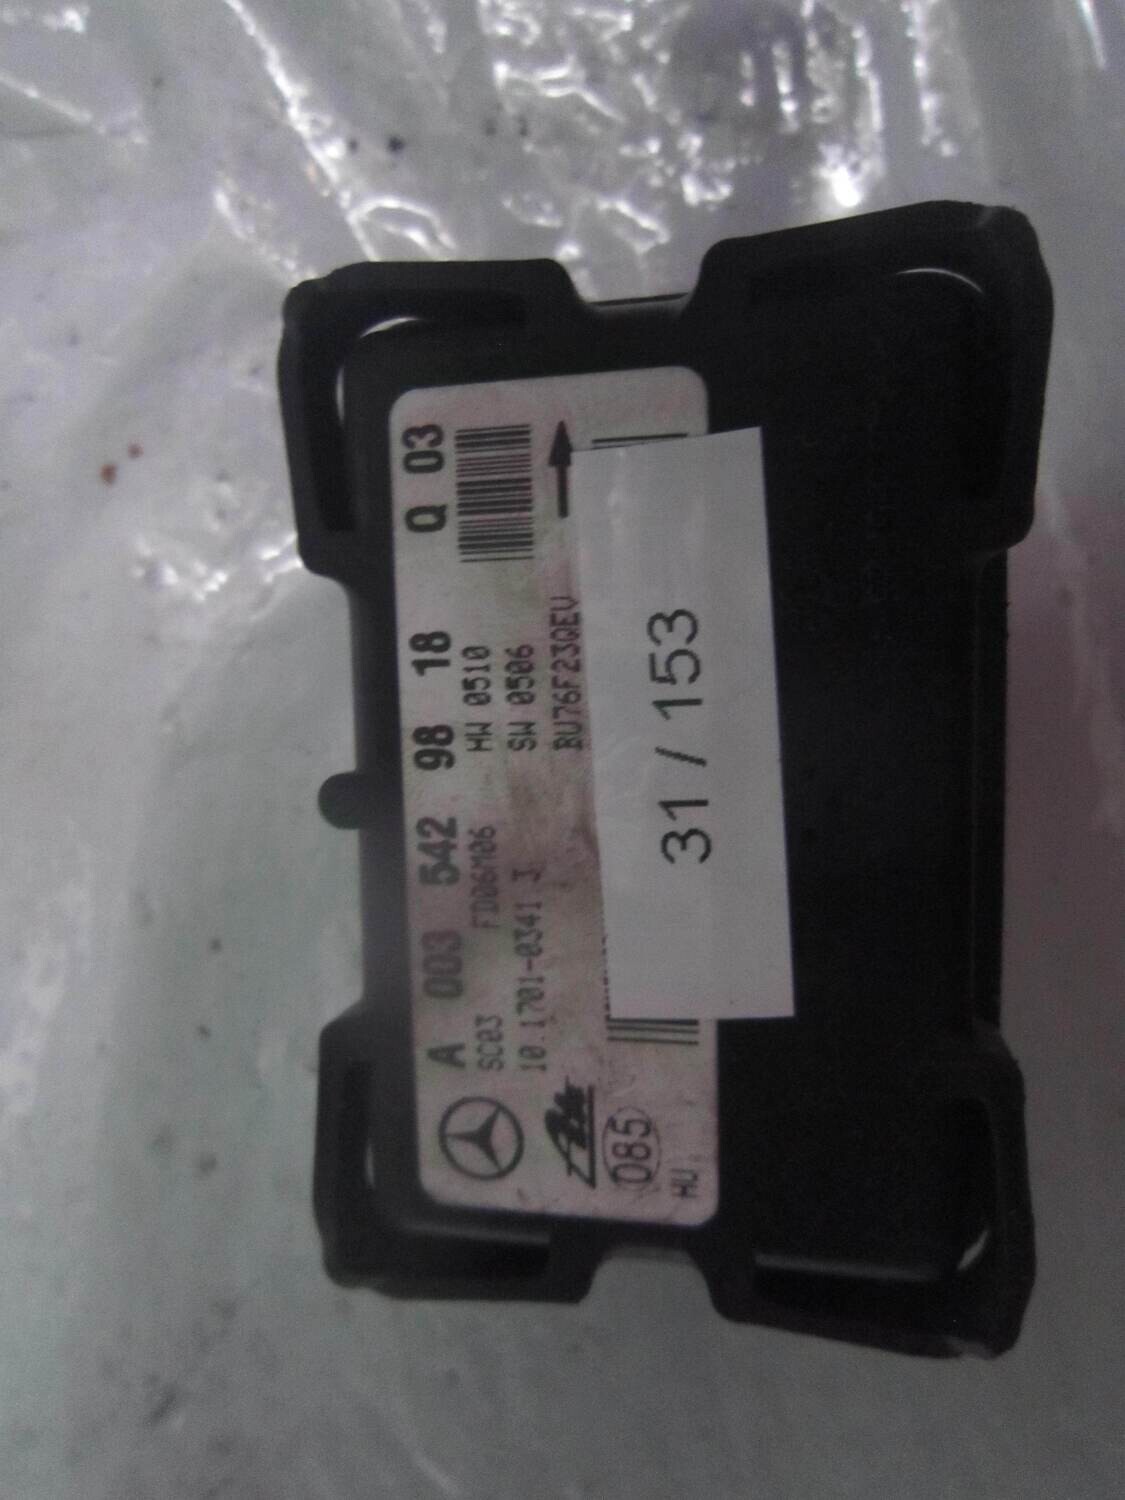 A 003 542 98 18 Q 03
SC03 FD06M06 HW 0510
10.1701-0341 3 SW 0506
Ate BU76F23QEV
085
HU
31 / 153